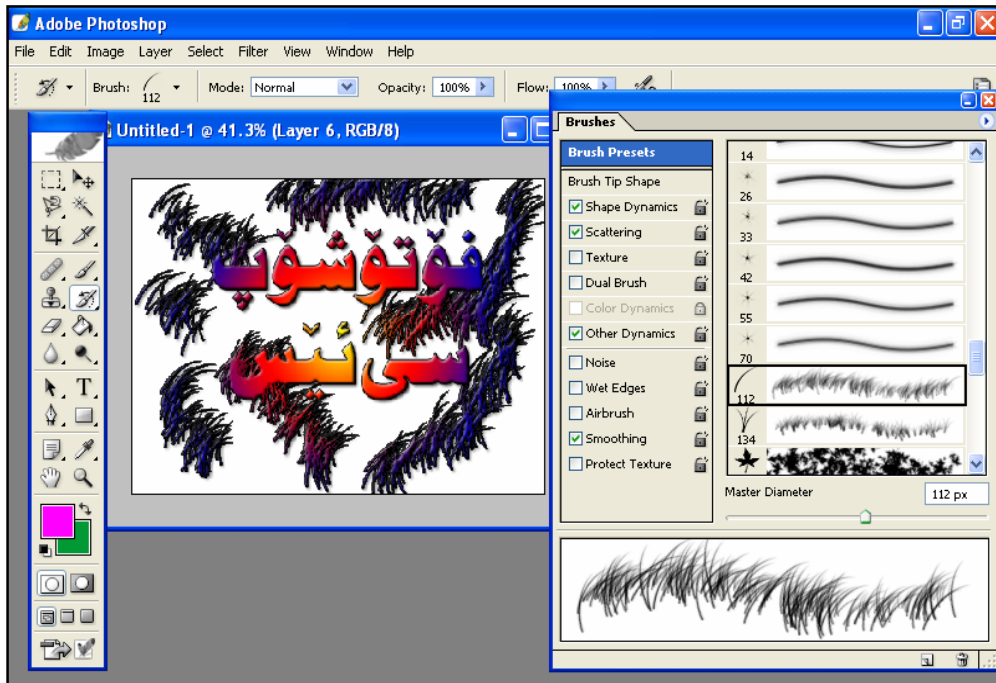 Adobe Photoshop
File Edit Image Layer Select Filter View Window Help
Brush: 112 Mode: Normal Opacity: 100% Flow: 100%
Untitled-1 @ 41.3% (Layer 6, RGB/8)
فۆتۆشۆپ
سی ئێس
Brushes
Brush Presets
Brush Tip Shape
Shape Dynamics
Scattering
Texture
Dual Brush
Color Dynamics
Other Dynamics
Noise
Wet Edges
Airbrush
Smoothing
Protect Texture
14
26
33
42
55
70
112
134
Master Diameter 112 px